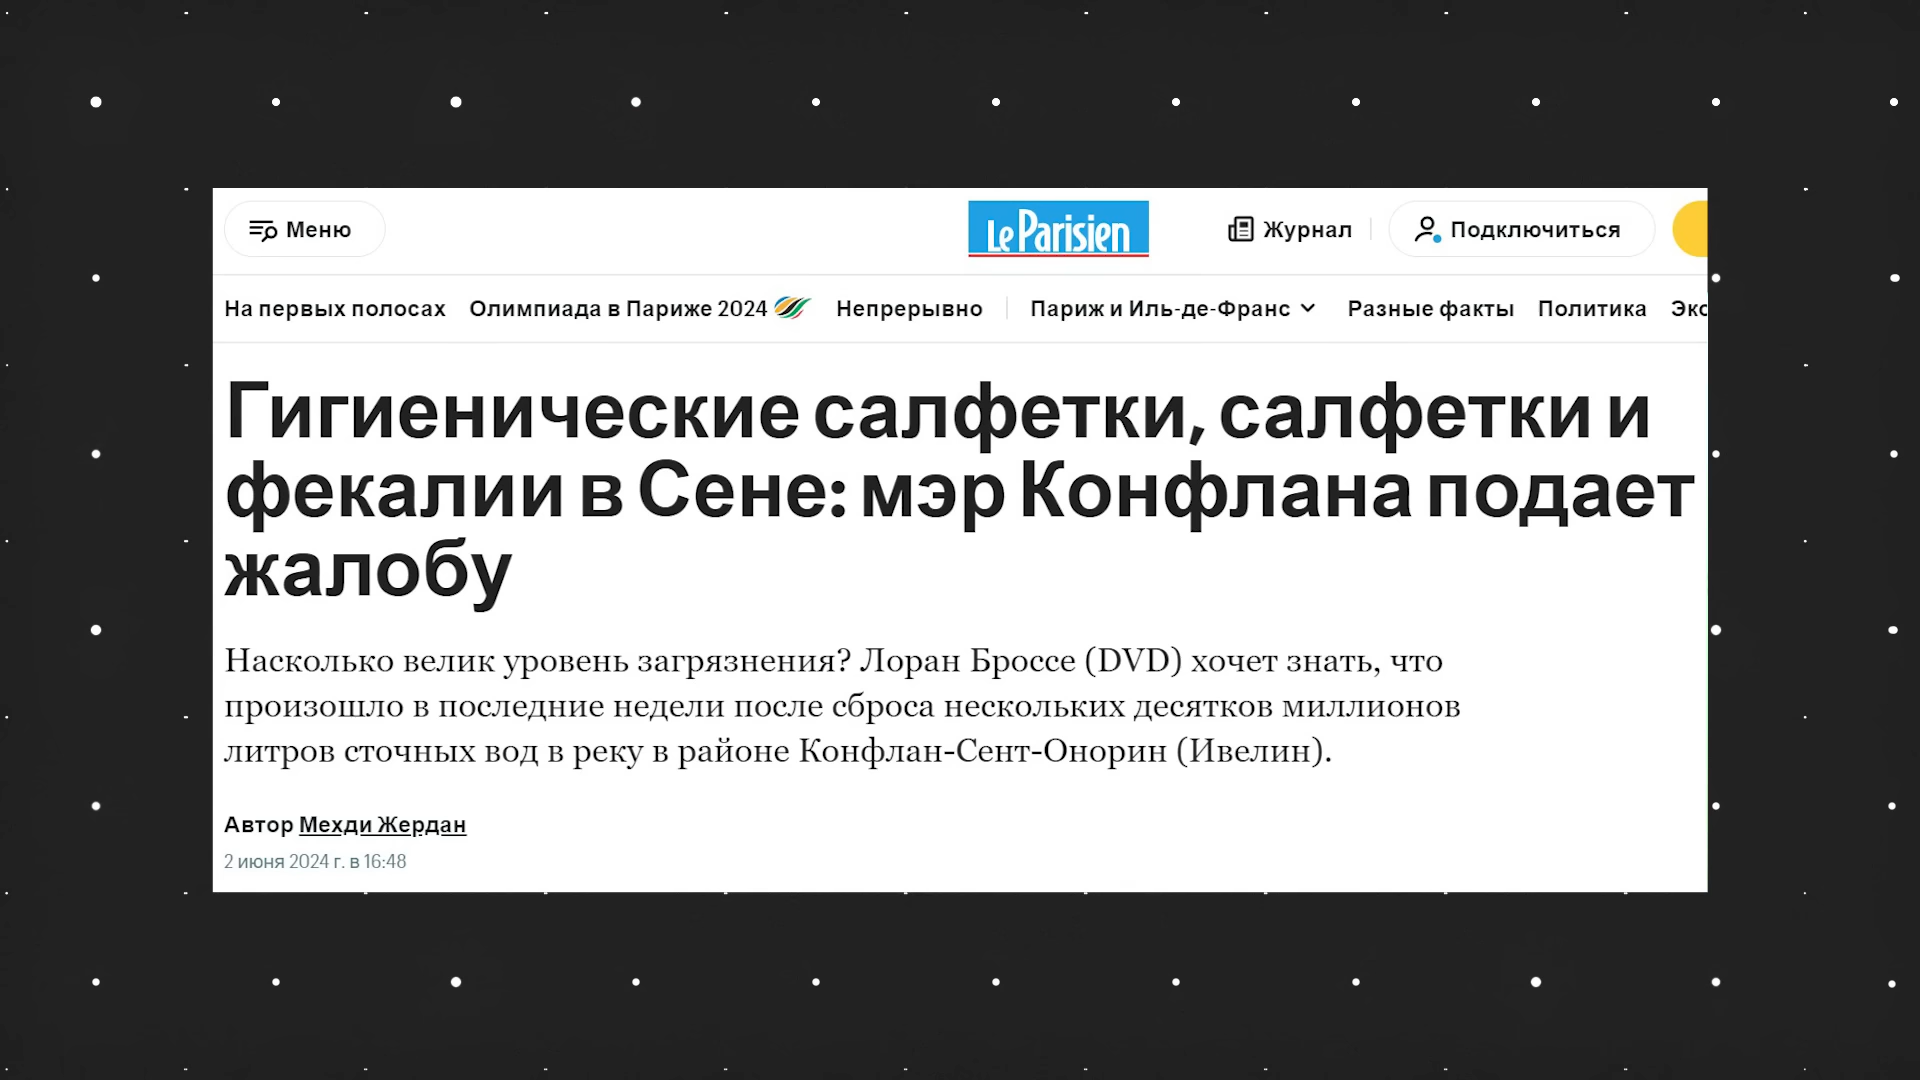 Меню
Le Parisien
Журнал
Подключиться
На первых полосах Олимпиада в Париже 2024 Непрерывно Париж и Иль-де-Франс Разные факты Политика Экс
Гигиенические салфетки, салфетки и
фекалии в Сене: мэр Конфлана подает
жалобу
Насколько велик уровень загрязнения? Лоран Броссе (DVD) хочет знать, что
произошло в последние недели после сброса нескольких десятков миллионов
литров сточных вод в реку в районе Конфлан-Сент-Онорин (Ивелин).
Автор Мехди Жердан
2 июня 2024 г. в 16:48